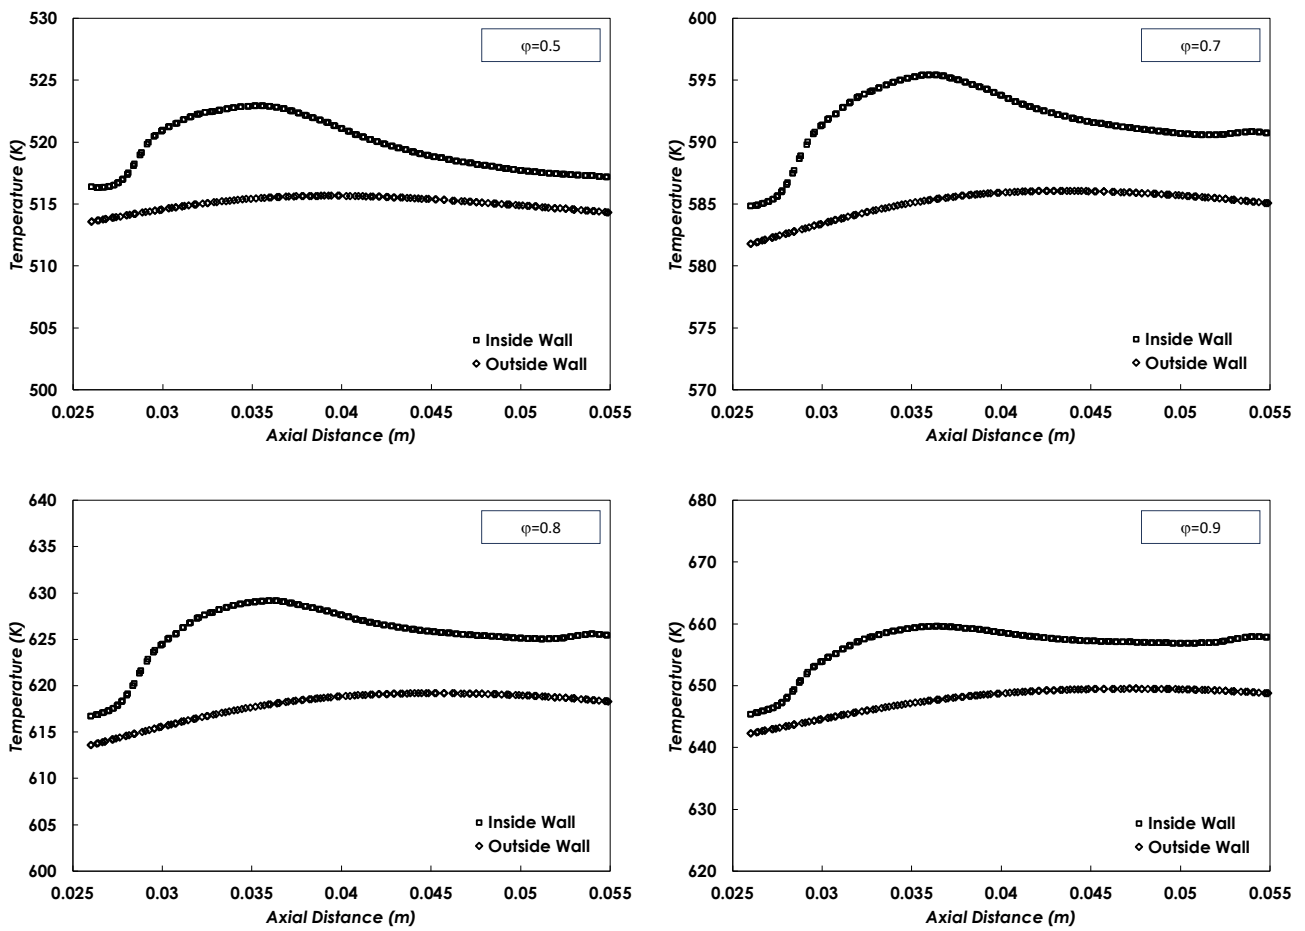 530
525
520
515
510
505
500
Temperature (K)
φ=0.5
Inside Wall
Outside Wall
0.025 0.03 0.035 0.04 0.045 0.05 0.055
Axial Distance (m)
600
595
590
585
580
575
570
Temperature (K)
φ=0.7
Inside Wall
Outside Wall
0.025 0.03 0.035 0.04 0.045 0.05 0.055
Axial Distance (m)
640
635
630
625
620
615
610
605
600
Temperature (K)
φ=0.8
Inside Wall
Outside Wall
0.025 0.03 0.035 0.04 0.045 0.05 0.055
Axial Distance (m)
680
670
660
650
640
630
620
Temperature (K)
φ=0.9
Inside Wall
Outside Wall
0.025 0.03 0.035 0.04 0.045 0.05 0.055
Axial Distance (m)